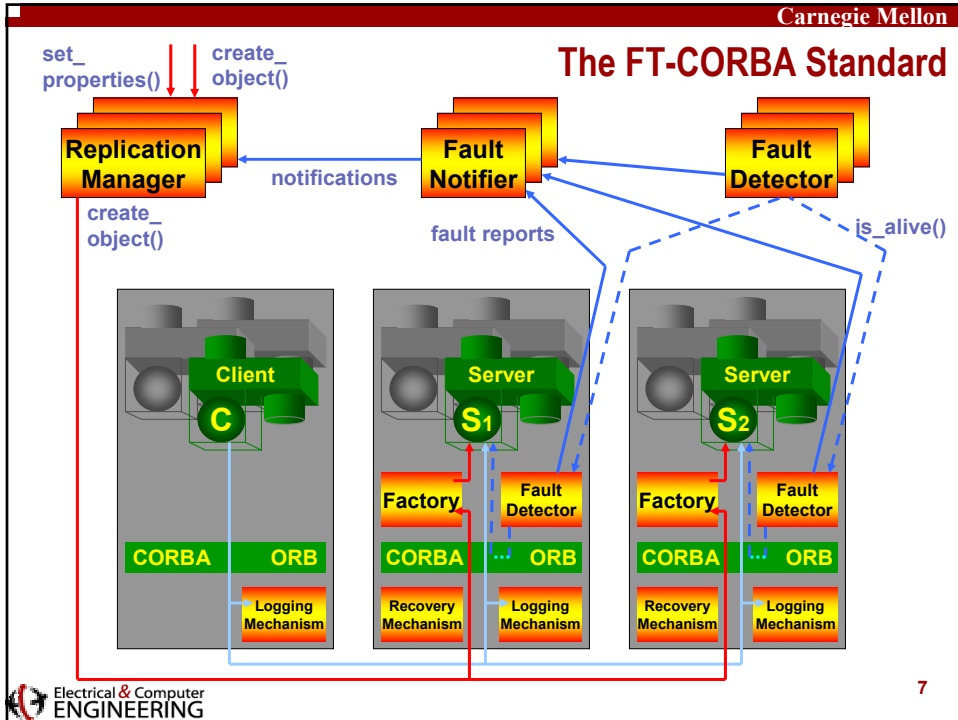 Carnegie Mellon
The FT-CORBA Standard
set_
properties()
create_
object()
Replication
Manager
notifications
Fault
Notifier
Fault
Detector
create_
object()
fault reports
is_alive()
Client
C
Server
S1
Server
S2
Factory
Fault
Detector
Factory
Fault
Detector
CORBA ORB
CORBA ... ORB
CORBA ... ORB
Logging
Mechanism
Recovery
Mechanism
Logging
Mechanism
Recovery
Mechanism
Logging
Mechanism
Electrical & Computer
ENGINEERING
7